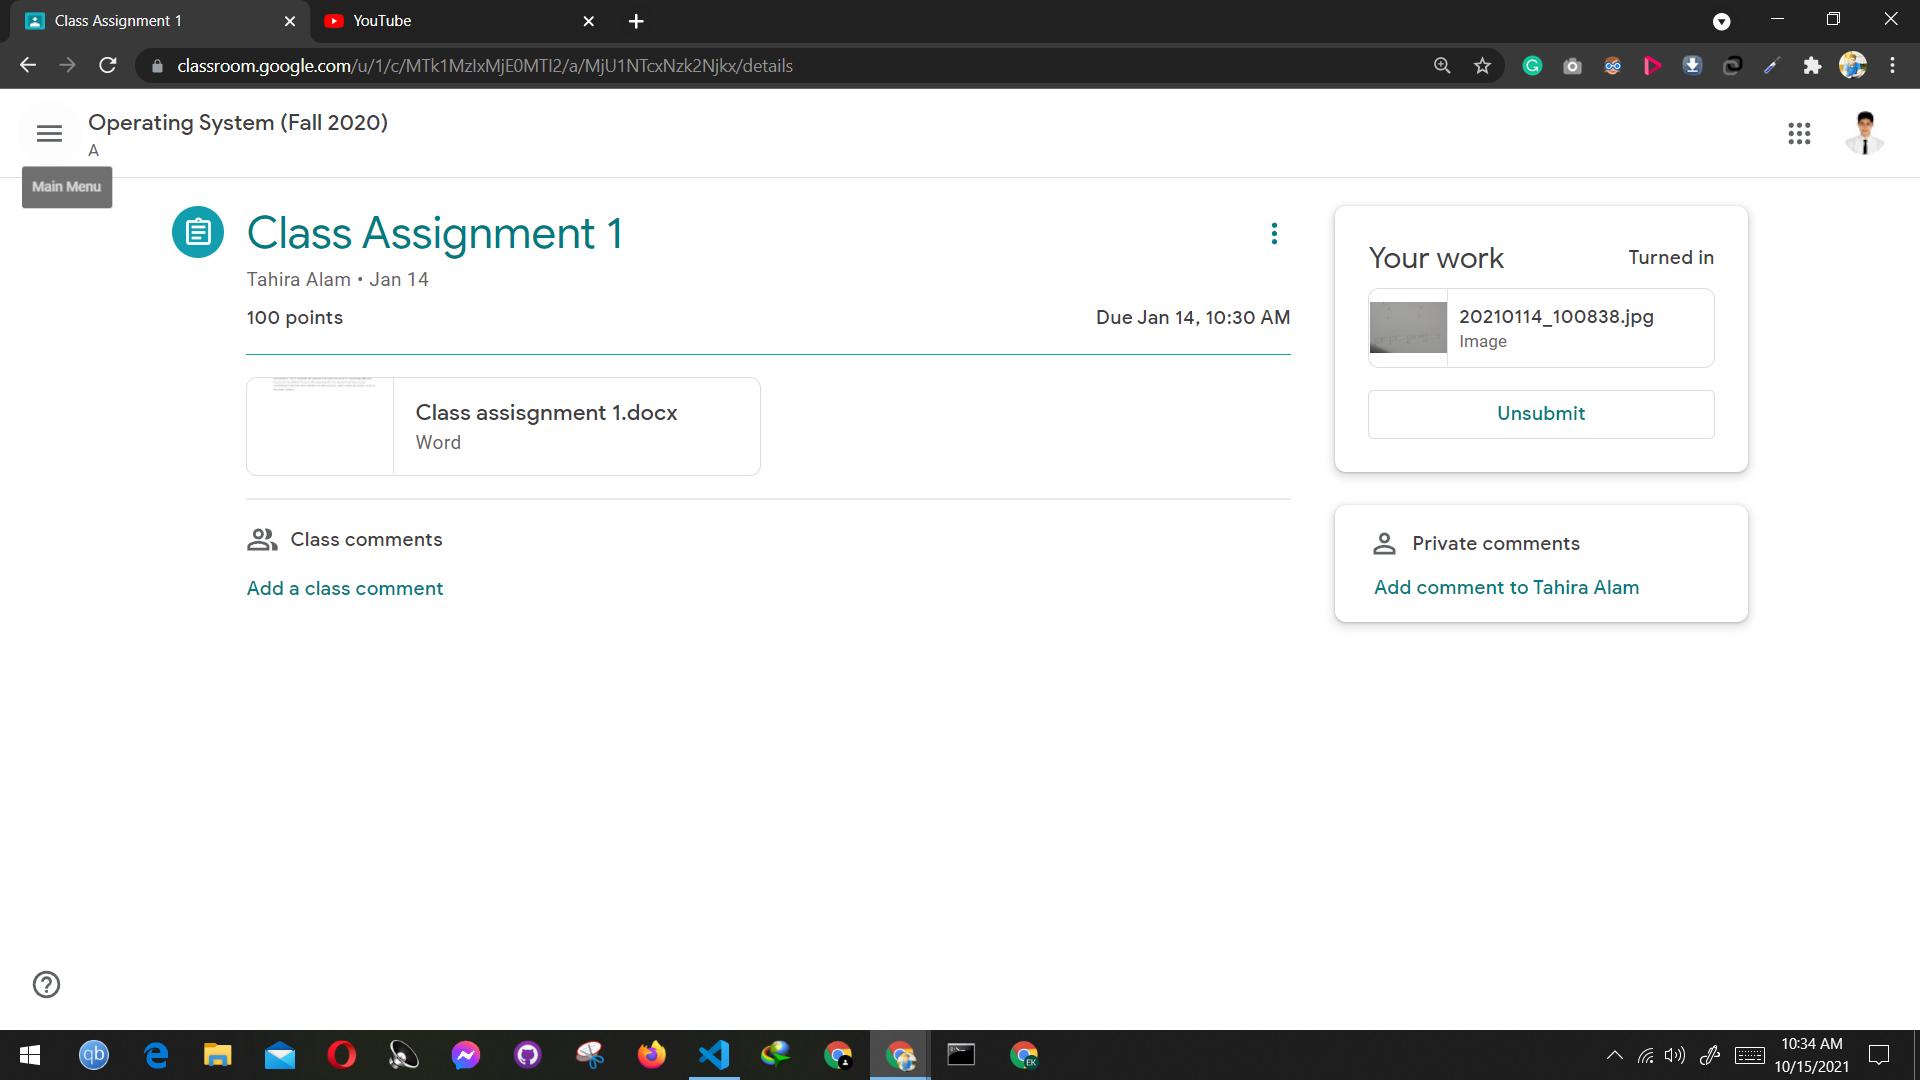 Class Assignment 1
YouTube
classroom.google.com/u/1/c/MTk1MzIxMjE0MTI2/a/MjU1NTcxNzk2Njkx/details
Operating System (Fall 2020)
A
Main Menu
Class Assignment 1
Tahira Alam • Jan 14
100 points
Due Jan 14, 10:30 AM
Class assisgnment 1.docx
Word
Class comments
Add a class comment
Your work
Turned in
20210114_100838.jpg
Image
Unsubmit
Private comments
Add comment to Tahira Alam
qb
EK
10:34 AM
10/15/2021